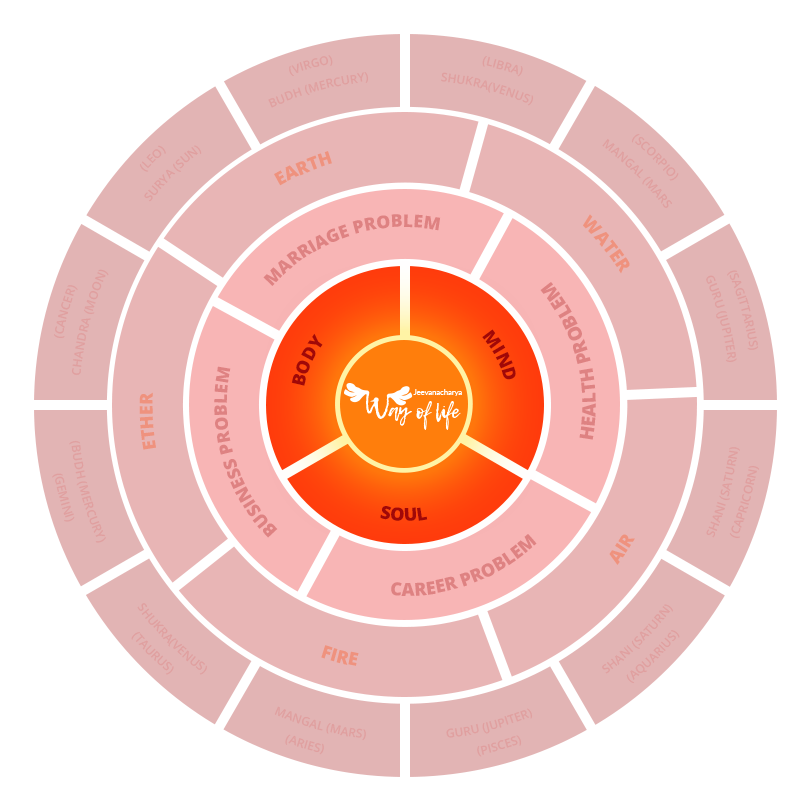 (VIRGO)
BUDH (MERCURY)
(LIBRA)
SHUKRA(VENUS)
(SCORPIO)
MANGAL (MARS
(SAGITTARIUS)
GURU (JUPITER)
SHANI (SATURN)
(CAPRICORN)
SHANI (SATURN)
(AQUARIUS)
GURU (JUPITER)
(PISCES)
MANGAL (MARS)
(ARIES)
SHUKRA(VENUS)
(TAURUS)
(BUDH (MERCURY)
(GEMINI)
(CANCER)
CHANDRA (MOON)
(LEO)
SURYA (SUN)
EARTH
WATER
AIR
FIRE
ETHER
MARRIAGE PROBLEM
HEALTH PROBLEM
CAREER PROBLEM
BUSINESS PROBLEM
BODY
MIND
SOUL
Jeevanacharya
Way of life